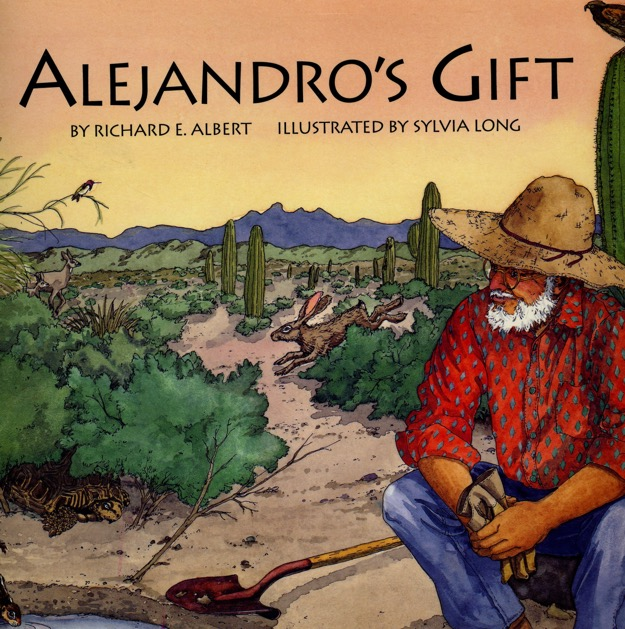 ALEJANDRO'S GIFT
BY RICHARD E. ALBERT ILLUSTRATED BY SYLVIA LONG